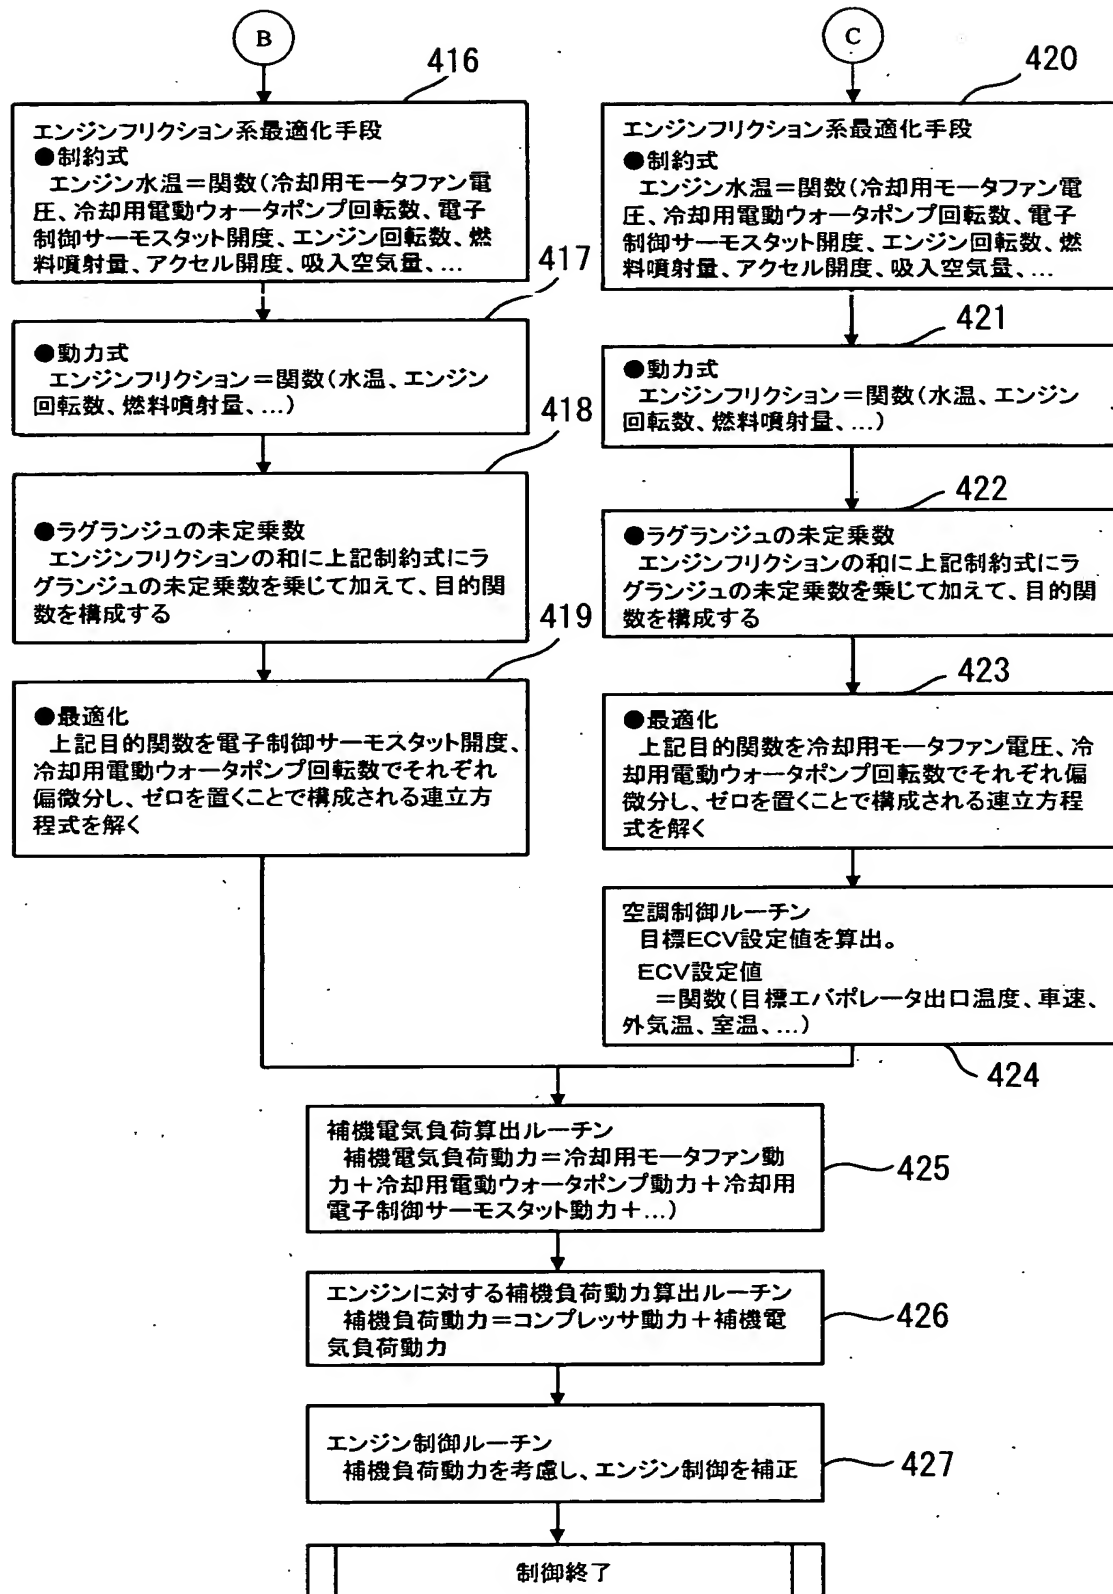 B
416
エンジンフリクション系最適化手段
●制約式
エンジン水温=関数(冷却用モータファン電
圧、冷却用電動ウォータポンプ回転数、電子
制御サーモスタット開度、エンジン回転数、燃
料噴射量、アクセル開度、吸入空気量、...
417
●動力式
エンジンフリクション=関数(水温、エンジン
回転数、燃料噴射量、...)
418
●ラグランジュの未定乗数
エンジンフリクションの和に上記制約式にラ
グランジュの未定乗数を乗じて加えて、目的関
数を構成する
419
●最適化
上記目的関数を電子制御サーモスタット開度、
冷却用電動ウォータポンプ回転数でそれぞれ
偏微分し、ゼロを置くことで構成される連立方
程式を解く
C
420
エンジンフリクション系最適化手段
●制約式
エンジン水温=関数(冷却用モータファン電
圧、冷却用電動ウォータポンプ回転数、電子
制御サーモスタット開度、エンジン回転数、燃
料噴射量、アクセル開度、吸入空気量、...
421
●動力式
エンジンフリクション=関数(水温、エンジン
回転数、燃料噴射量、...)
422
●ラグランジュの未定乗数
エンジンフリクションの和に上記制約式にラ
グランジュの未定乗数を乗じて加えて、目的関
数を構成する
423
●最適化
上記目的関数を冷却用モータファン電圧、冷
却用電動ウォータポンプ回転数でそれぞれ偏
微分し、ゼロを置くことで構成される連立方程
式を解く
空調制御ルーチン
目標ECV設定値を算出。
ECV設定値
=関数(目標エバポレータ出口温度、車速、
外気温、室温、...)
424
補機電気負荷算出ルーチン
補機電気負荷動力=冷却用モータファン動
力+冷却用電動ウォータポンプ動力+冷却用
電子制御サーモスタット動力+...)
425
エンジンに対する補機負荷動力算出ルーチン
補機負荷動力=コンプレッサ動力+補機電
気負荷動力
426
エンジン制御ルーチン
補機負荷動力を考慮し、エンジン制御を補正
427
制御終了